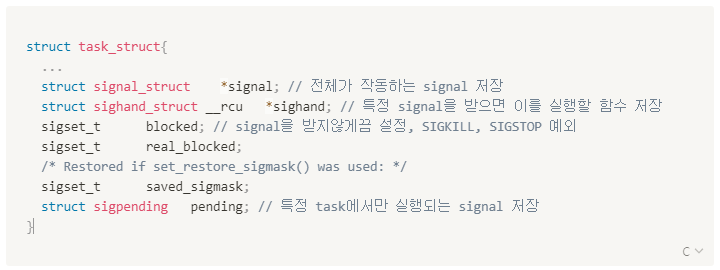 struct task_struct{
...
struct signal_struct *signal; // 전체가 작동하는 signal 저장
struct sighand_struct __rcu *sighand; // 특정 signal을 받으면 이를 실행할 함수 저장
sigset_t blocked; // signal을 받지않게끔 설정, SIGKILL, SIGSTOP 예외
sigset_t real_blocked;
/* Restored if set_restore_sigmask() was used: */
sigset_t saved_sigmask;
struct sigpending pending; // 특정 task에서만 실행되는 signal 저장
}
C